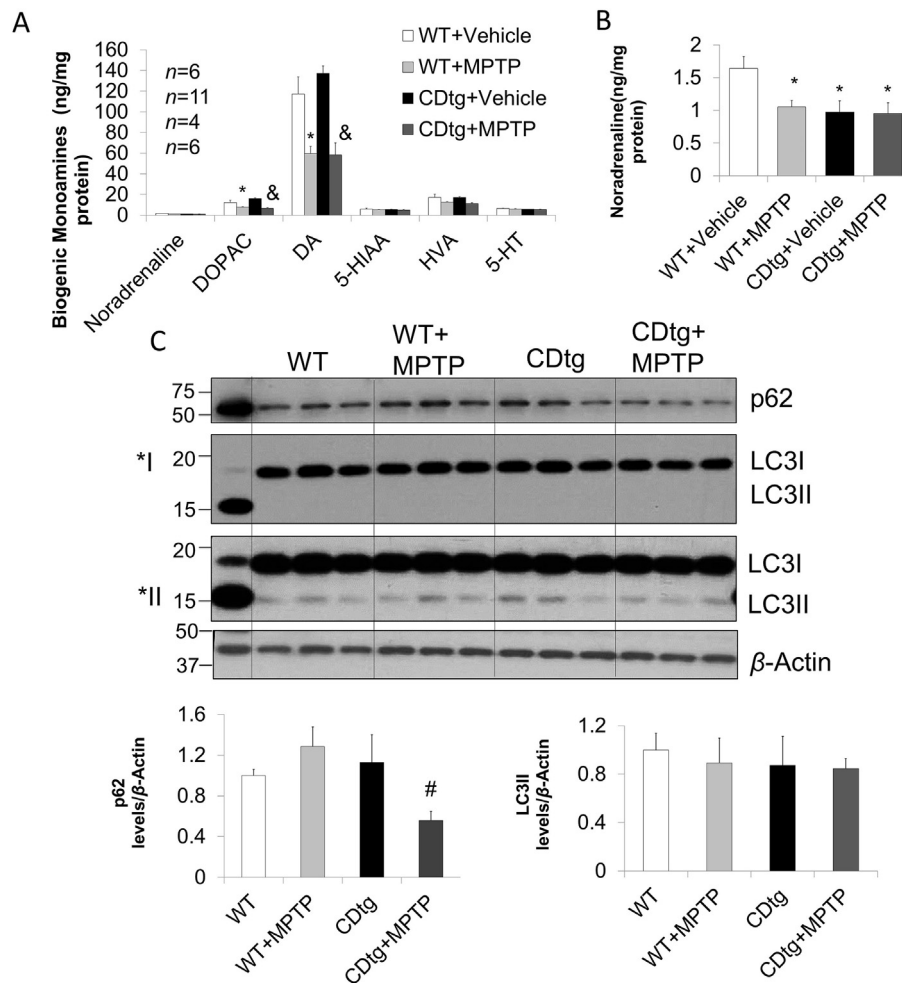 A
Biogenic Monoamines (ng/mg
protein)
160
140
120
100
80
60
40
20
0
n=6
n=11
n=4
n=6
WT+Vehicle
WT+MPTP
CDtg+Vehicle
CDtg+MPTP
*
&
*
&
Noradrenaline
DOPAC
DA
5-HIAA
HVA
5-HT
B
Noradrenaline(ng/mg
protein)
2
1.5
1
0.5
0
*
*
*
WT+Vehicle
WT+MPTP
CDtg+Vehicle
CDtg+MPTP
C
WT
WT+
MPTP
CDtg
CDtg+
MPTP
75
50
p62
*I
20
15
LC3I
LC3II
*II
20
15
LC3I
LC3II
50
37
β-Actin
p62
levels/β-Actin
1.6
1.2
0.8
0.4
0
#
WT
WT+MPTP
CDtg
CDtg+MPTP
LC3II
levels/β-Actin
1.2
0.8
0.4
0
WT
WT+MPTP
CDtg
CDtg+MPTP